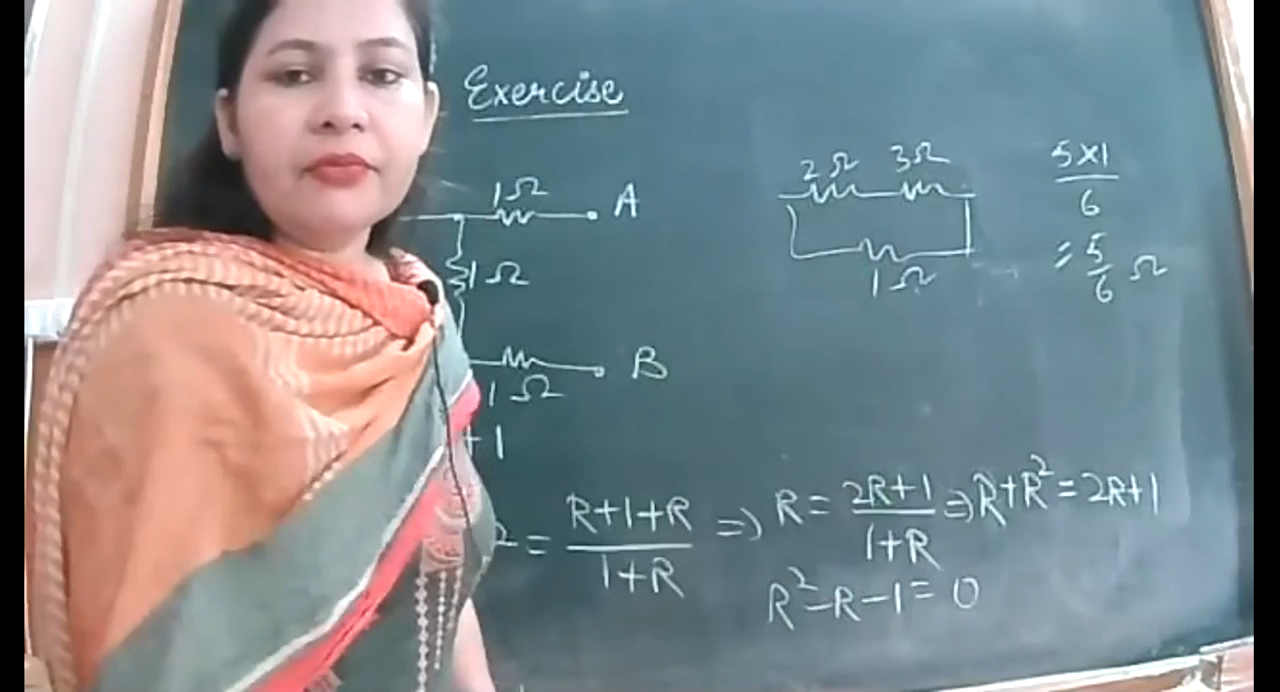 Exercise
1Ω A
1Ω
B
1Ω
+1
= R+1+R / 1+R ⇒ R = 2R+1 / 1+R ⇒ R+R² = 2R+1
R²-R-1=0
2Ω 3Ω
1Ω
5×1 / 6
= 5/6 Ω